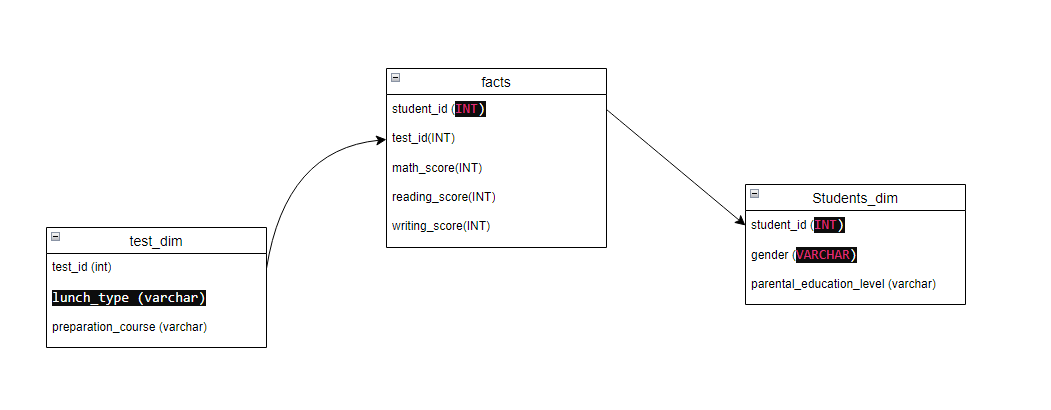 facts
student_id (INT)
test_id(INT)
math_score(INT)
reading_score(INT)
writing_score(INT)
Students_dim
student_id (INT)
gender (VARCHAR)
parental_education_level (varchar)
test_dim
test_id (int)
lunch_type (varchar)
preparation_course (varchar)